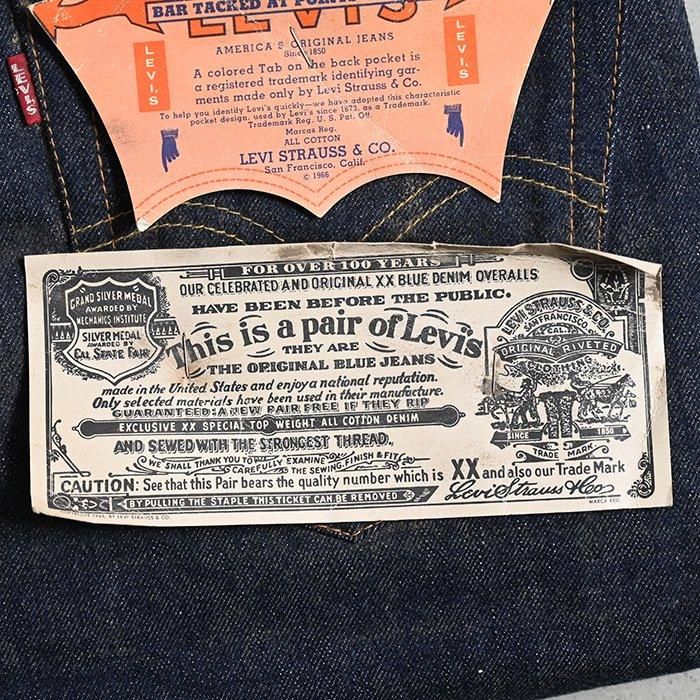 BAR TACKED AT POINTS
LEVI'S
AMERICA'S ORIGINAL JEANS
Since 1850
A colored Tab on the back pocket is
a registered trademark identifying gar-
ments made only by Levi Strauss & Co.
To help you identify Levi's quickly—we have adopted this characteristic
pocket design, used by Levi's since 1873, as a Trademark.
Trademark Reg. U. S. Pat. Off.
Marcas Reg.
ALL COTTON
LEVI STRAUSS & CO.
San Francisco, Calif.
© 1966
LEVI'S
LEVI'S
LEVI'S
FOR OVER 100 YEARS
OUR CELEBRATED AND ORIGINAL XX BLUE DENIM OVERALLS
HAVE BEEN BEFORE THE PUBLIC.
This is a pair of Levi's
THEY ARE
THE ORIGINAL BLUE JEANS
made in the United States and enjoy a national reputation.
Only selected materials have been used in their manufacture.
GUARANTEED: A NEW PAIR FREE IF THEY RIP
EXCLUSIVE XX SPECIAL TOP WEIGHT ALL COTTON DENIM
AND SEWED WITH THE STRONGEST THREAD.
WE SHALL THANK YOU TO CAREFULLY EXAMINE THE SEWING, FINISH & FIT
CAUTION: See that this Pair bears the quality number which is XX and also our Trade Mark
BY PULLING THE STAPLE THIS TICKET CAN BE REMOVED
Levi Strauss & Co
MARCA REG.
BY LEVI STRAUSS & CO.
GRAND SILVER MEDAL
AWARDED BY
MECHANICS INSTITUTE
SILVER MEDAL
AWARDED BY
CAL. STATE FAIR
LEVI STRAUSS & CO.
SAN FRANCISCO
CAL.
ORIGINAL RIVETED
CLOTHING
SINCE 1850
TRADE MARK